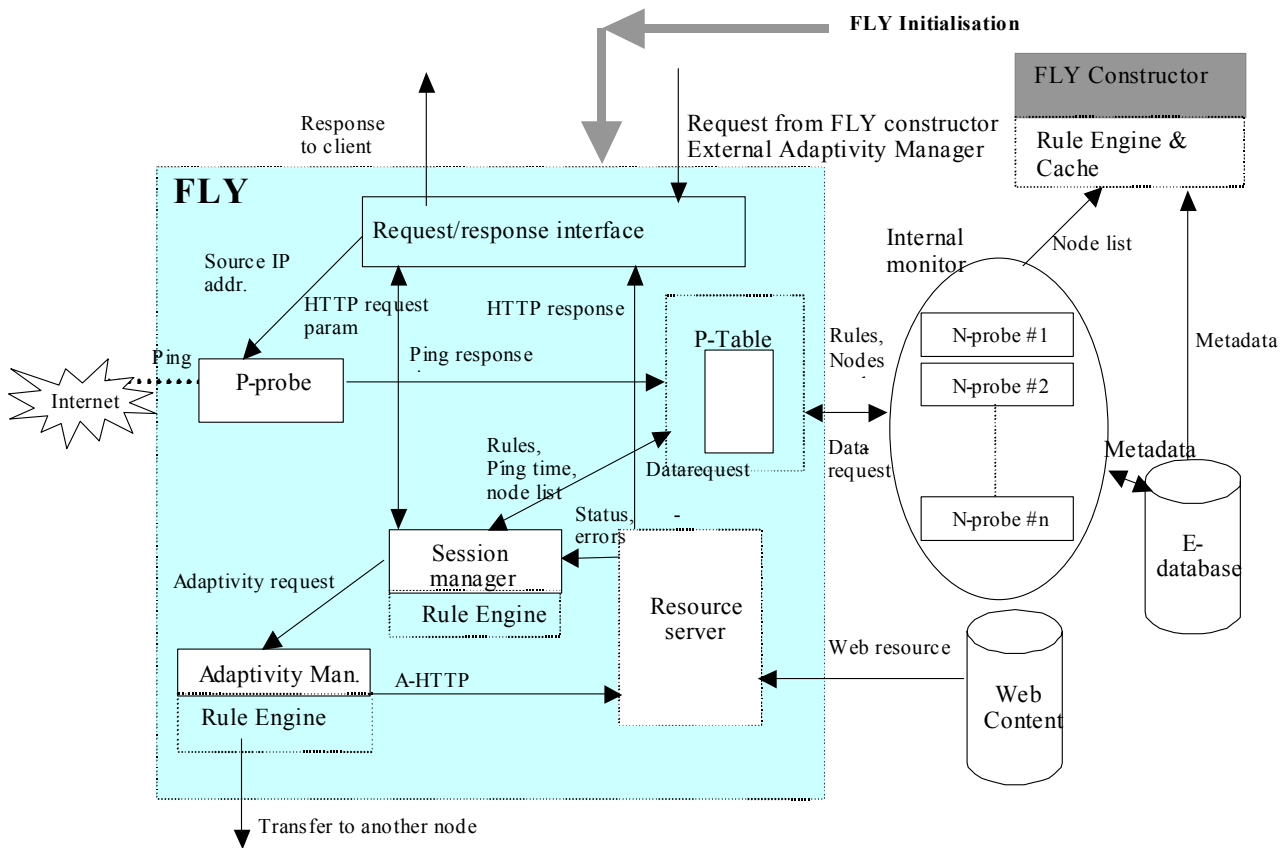 FLY Initialisation
FLY Constructor
Rule Engine &
Cache
Response
to client
Request from FLY constructor
External Adaptivity Manager
FLY
Request/response interface
Source IP
addr.
HTTP request
param
HTTP response
Internal
monitor
Node list
Ping
Internet
P-probe
Ping response
P-Table
Rules,
Nodes
N-probe #1
N-probe #2
N-probe #n
Metadata
Metadata
Data
request
Rules,
Ping time,
node list
Datarequest
Status,
errors
-
Session
manager
Rule Engine
Resource
server
E-
database
Adaptivity request
Adaptivity Man.
Rule Engine
A-HTTP
Web resource
Web
Content
Transfer to another node